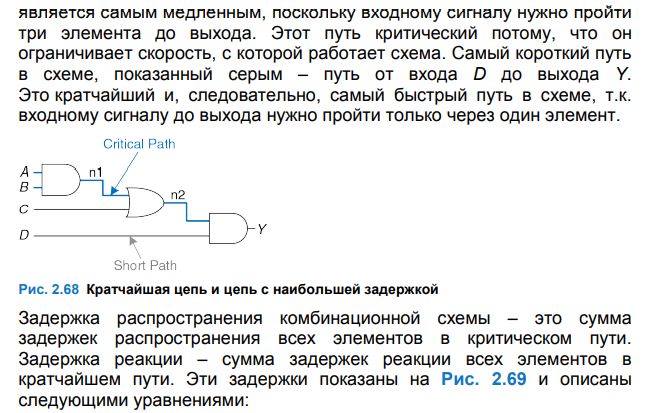 является самым медленным, поскольку входному сигналу нужно пройти
три элемента до выхода. Этот путь критический потому, что он
ограничивает скорость, с которой работает схема. Самый короткий путь
в схеме, показанный серым – путь от входа D до выхода Y.
Это кратчайший и, следовательно, самый быстрый путь в схеме, т.к.
входному сигналу до выхода нужно пройти только через один элемент.
Critical Path
A
n1
B
n2
C
Y
D
Short Path
Рис. 2.68 Кратчайшая цепь и цепь с наибольшей задержкой
Задержка распространения комбинационной схемы – это сумма
задержек распространения всех элементов в критическом пути.
Задержка реакции – сумма задержек реакции всех элементов в
кратчайшем пути. Эти задержки показаны на Рис. 2.69 и описаны
следующими уравнениями: